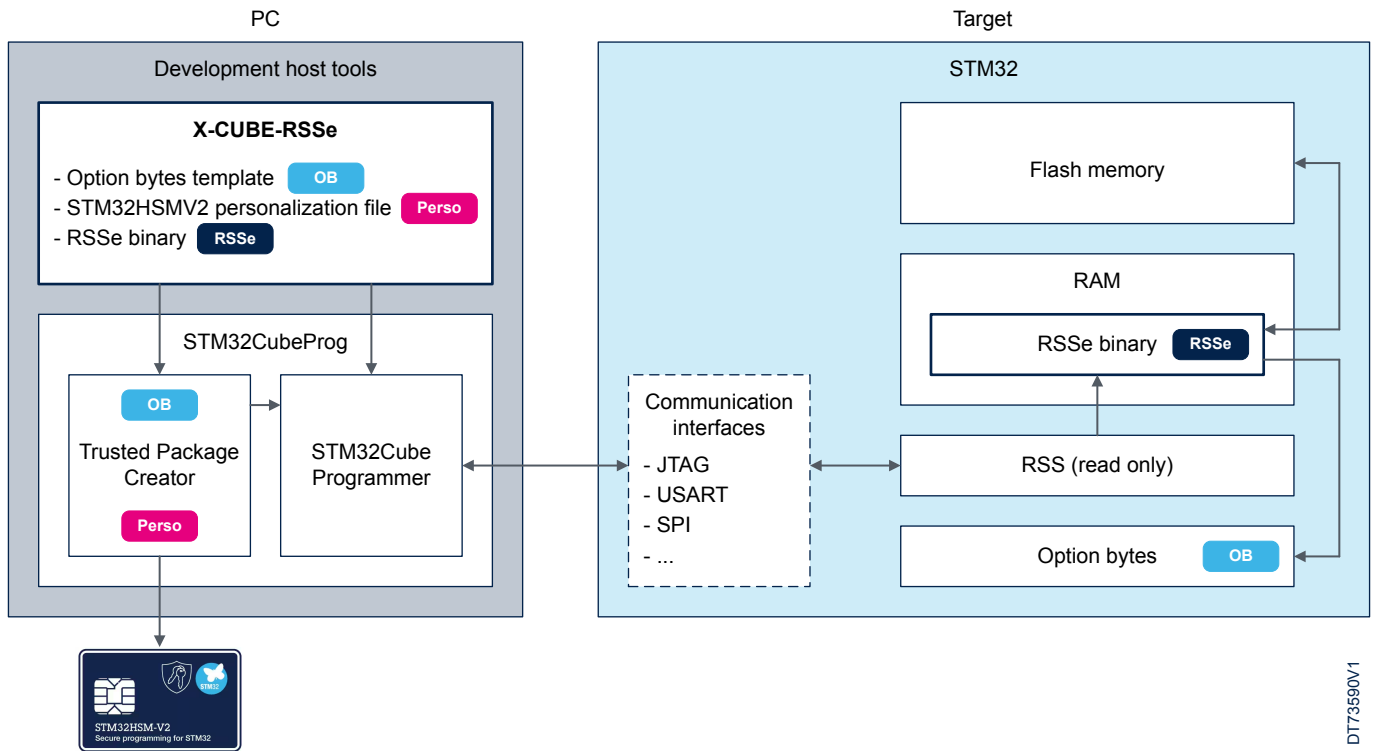 PC
Target
Development host tools
X-CUBE-RSSe
- Option bytes template OB
- STM32HSMV2 personalization file Perso
- RSSe binary RSSe
STM32CubeProg
OB
Trusted Package
Creator
Perso
STM32Cube
Programmer
STM32
Flash memory
RAM
RSSe binary RSSe
Communication
interfaces
- JTAG
- USART
- SPI
- ...
RSS (read only)
Option bytes OB
STM32
STM32HSM-V2
Secure programming for STM32
DT73590V1